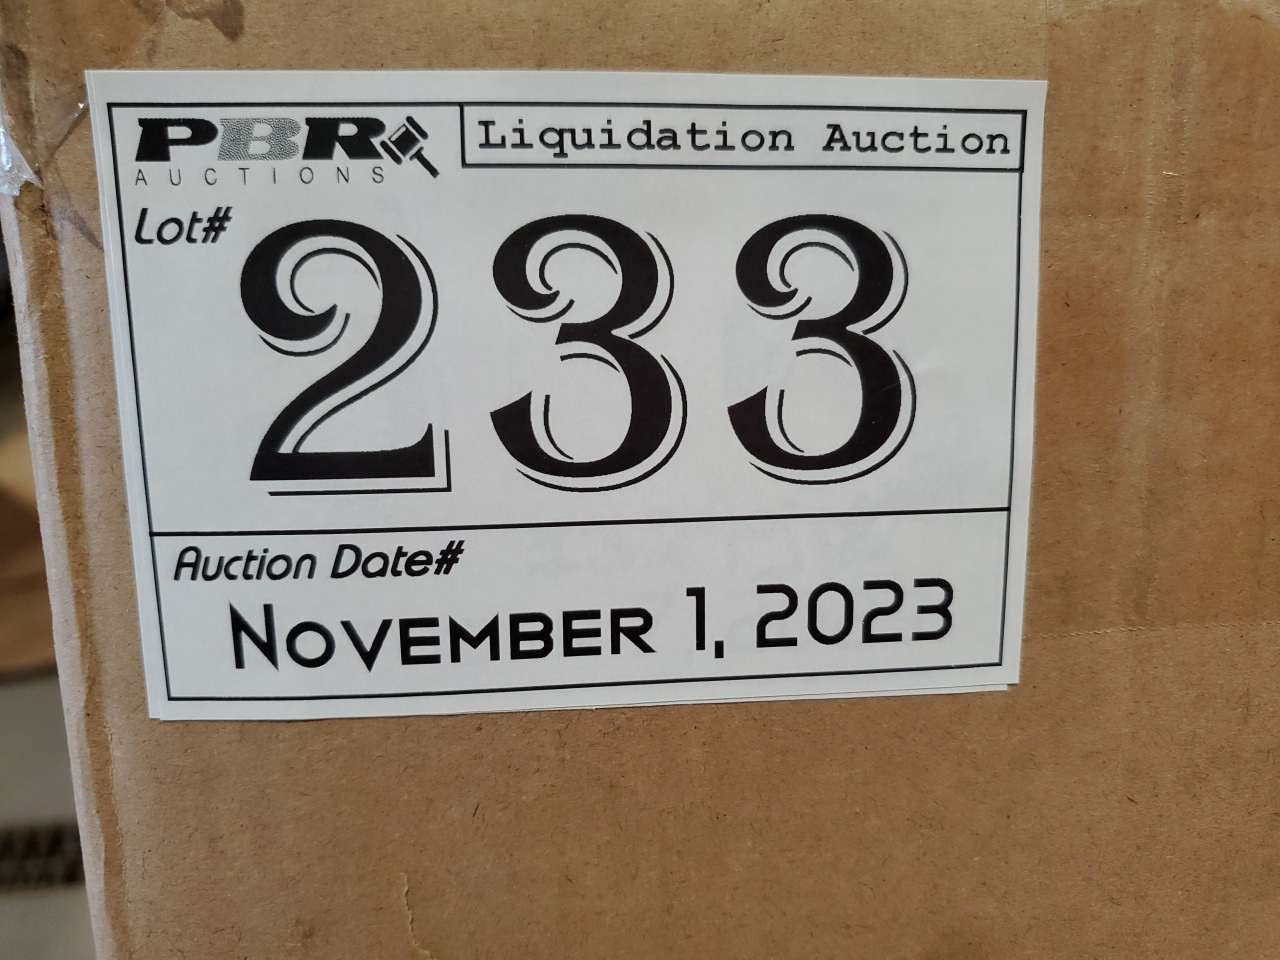 PBR
AUCTIONS
Liquidation Auction
Lot#
233
Auction Date#
November 1, 2023